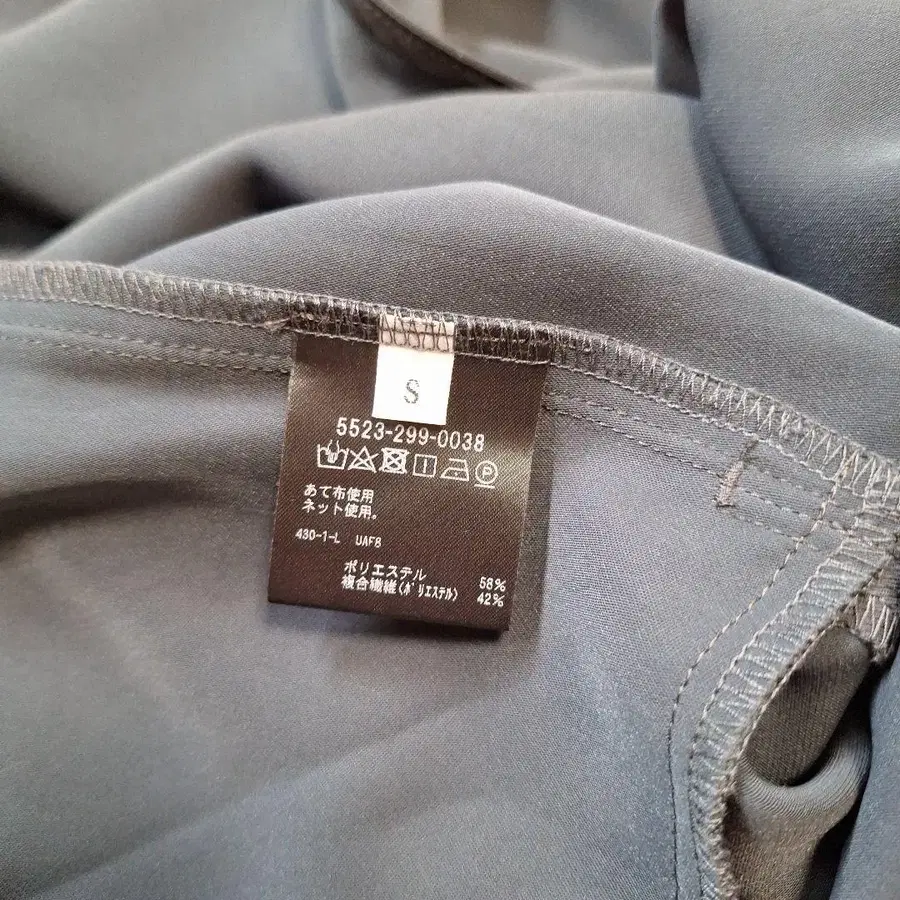 S
5523-299-0038
あて布使用
ネット使用。
430-1-L UAF8
ポリエステル 58%
複合繊維(ポリエステル) 42%